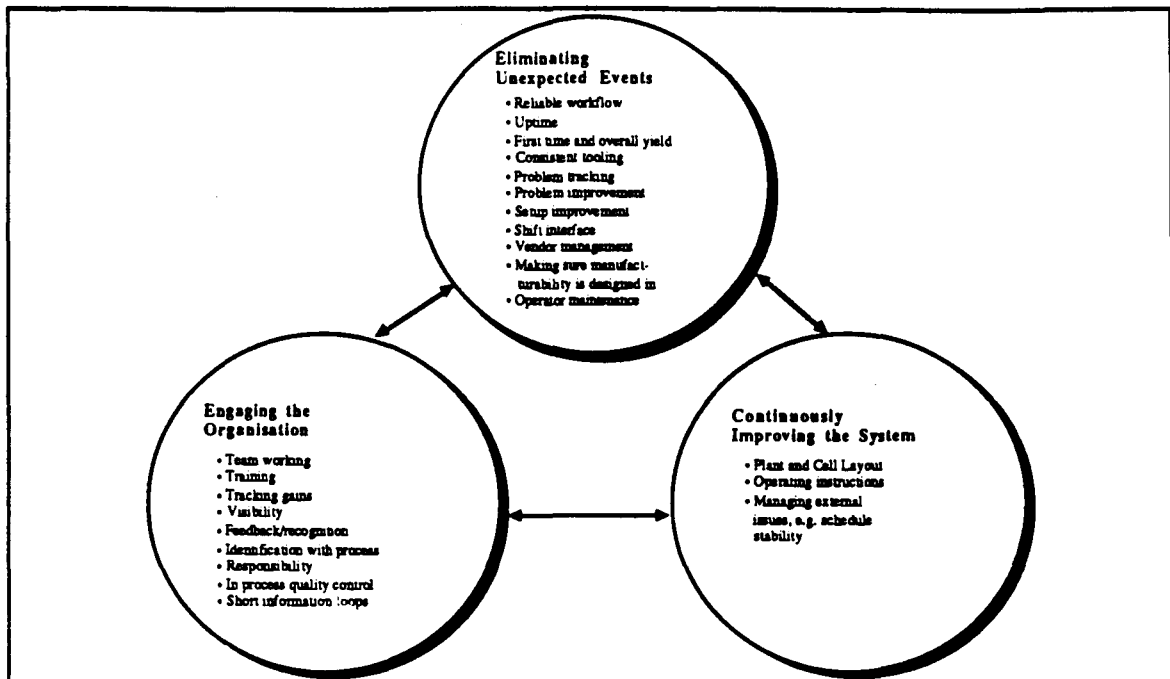 Eliminating
Unexpected Events
• Reliable workflow
• Uptime
• First time and overall yield
• Consistent tooling
• Problem tracking
• Problem improvement
• Setup improvement
• Shift interface
• Vendor management
• Making sure manufact-
turability is designed in
• Operator maintenance
Engaging the
Organisation
• Team working
• Training
• Tracking gains
• Visibility
• Feedback/recognition
• Identification with process
• Responsibility
• In process quality control
• Short information loops
Continuously
Improving the System
• Plant and Cell Layout
• Operating instructions
• Managing external
issues, e.g. schedule
stability